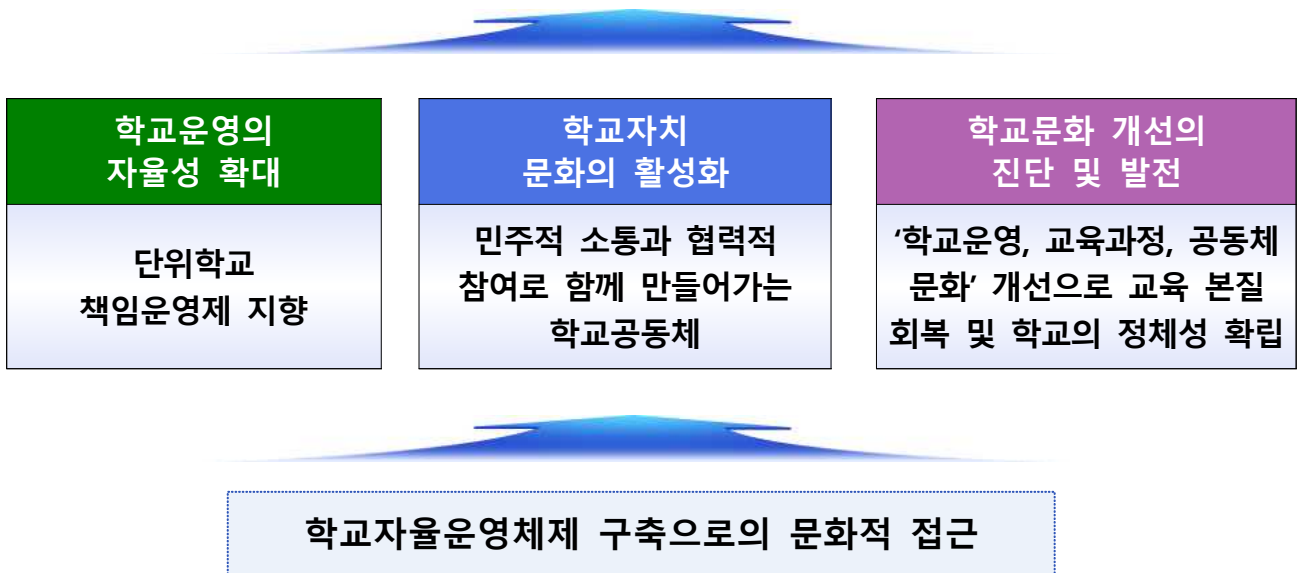 학교운영의
자율성 확대
단위학교
책임운영제 지향
학교자치
문화의 활성화
민주적 소통과 협력적
참여로 함께 만들어가는
학교공동체
학교문화 개선의
진단 및 발전
‘학교운영, 교육과정, 공동체
문화’ 개선으로 교육 본질
회복 및 학교의 정체성 확립
학교자율운영체제 구축으로의 문화적 접근